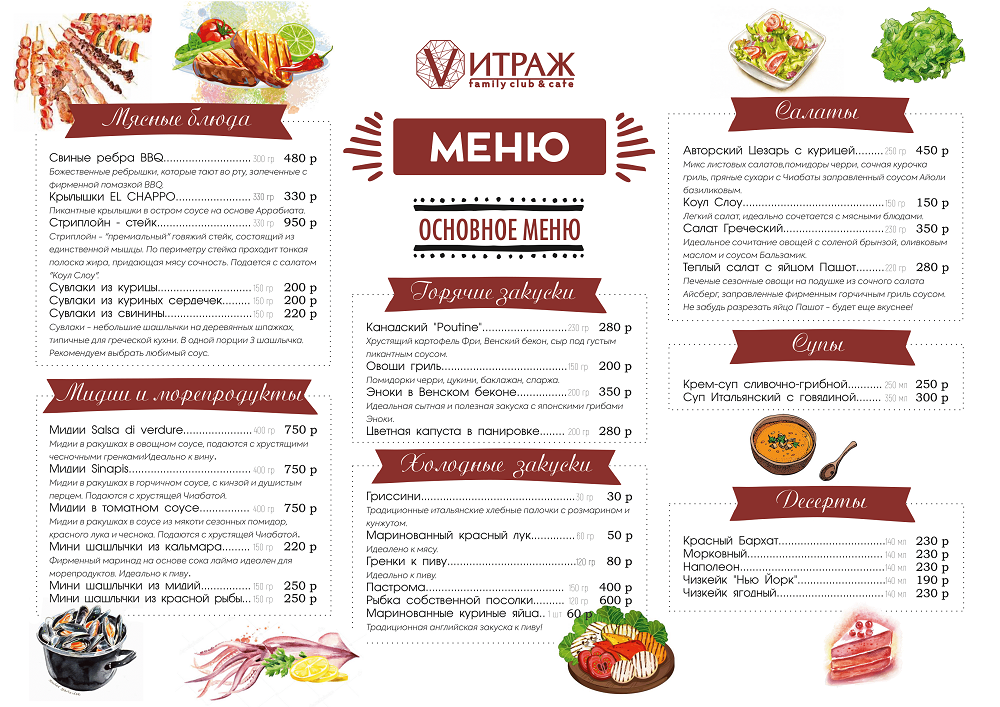 VИТРАЖ
family club & cafe
МЕНЮ
ОСНОВНОЕ МЕНЮ
Мясные блюда
Свиные ребра BBQ 300 гр 480 р
Божественные ребрышки, которые тают во рту, запеченные с
фирменной помазкой BBQ.
Крылышки EL CHAPPO 330 гр 330 р
Пикантные крылышки в остром соусе на основе Аррабиата.
Стриплойн - стейк 330 гр 950 р
Стриплойн – "премиальный" говяжий стейк, состоящий из
единственной мышцы. По периметру стейка проходит тонкая
полоска жира, придающая мясу сочность. Подается с салатом
"Коул Слоу".
Сувлаки из курицы 150 гр 200 р
Сувлаки из куриных сердечек 150 гр 200 р
Сувлаки из свинины 150 гр 220 р
Сувлаки – небольшие шашлычки на деревянных шпажках,
типичные для греческой кухни. В одной порции 3 шашлычка.
Рекомендуем выбрать любимый соус.
Мидии и морепродукты
Мидии Salsa di verdure 400 гр 750 р
Мидии в ракушках в овощном соусе, подаются с хрустящими
чесночными гренкамиИдеально к вину.
Мидии Sinapis 400 гр 750 р
Мидии в ракушках в горчичном соусе, с кинзой и душистым
перцем. Подаются с хрустящей Чиабатой.
Мидии в томатном соусе 400 гр 750 р
Мидии в ракушках в соусе из мякоти сезонных помидор,
красного лука и чеснока. Подаются с хрустящей Чиабатой.
Мини шашлычки из кальмара 150 гр 220 р
Фирменный маринад на основе сока лайма идеален для
морепродуктов. Идеально к пиву.
Мини шашлычки из мидий 150 гр 250 р
Мини шашлычки из красной рыбы 150 гр 250 р
Горячие закуски
Канадский "Poutine" 230 гр 280 р
Хрустящий картофель Фри, Венский бекон, сыр под густым
пикантным соусом.
Овощи гриль 150 гр 200 р
Помидорки черри, цукини, баклажан, спаржа.
Эноки в Венском беконе 200 гр 350 р
Идеальная сытная и полезная закуска с японскими грибами
Эноки.
Цветная капуста в панировке 200 гр 280 р
Холодные закуски
Гриссини 30 гр 30 р
Традиционные итальянские хлебные палочки с розмарином и
кунжутом.
Маринованный красный лук 60 гр 50 р
Идеалено к мясу.
Гренки к пиву 120 гр 80 р
Идеально к пиву.
Пастрома 150 гр 400 р
Рыбка собственной посолки 120 гр 600 р
Маринованные куриные яйца 1 шт 60 р
Традиционная английская закуска к пиву!
Салаты
Авторский Цезарь с курицей 250 гр 450 р
Микс листовых салатов,помидоры черри, сочная курочка
гриль, пряные сухари с Чиабаты заправленный соусом Айоли
базиликовым.
Коул Слоу 150 гр 150 р
Легкий салат, идеально сочетается с мясными блюдами.
Салат Греческий 230 гр 350 р
Идеальное сочитание овощей с соленой брынзой, оливковым
маслом и соусом Бальзамик.
Теплый салат с яйцом Пашот 220 гр 280 р
Печеные сезонные овощи на подушке из сочного салата
Айсберг, заправленные фирменным горчичным гриль соусом.
Не забудь разрезать яйцо Пашот – будет еще вкуснее!
Супы
Крем-суп сливочно-грибной 250 мл 250 р
Суп Итальянский с говядиной 350 мл 300 р
Десерты
Красный Бархат 140 мл 230 р
Морковный 140 мл 230 р
Наполеон 140 мл 230 р
Чизкейк "Нью Йорк" 140 мл 190 р
Чизкейк ягодный 140 мл 230 р